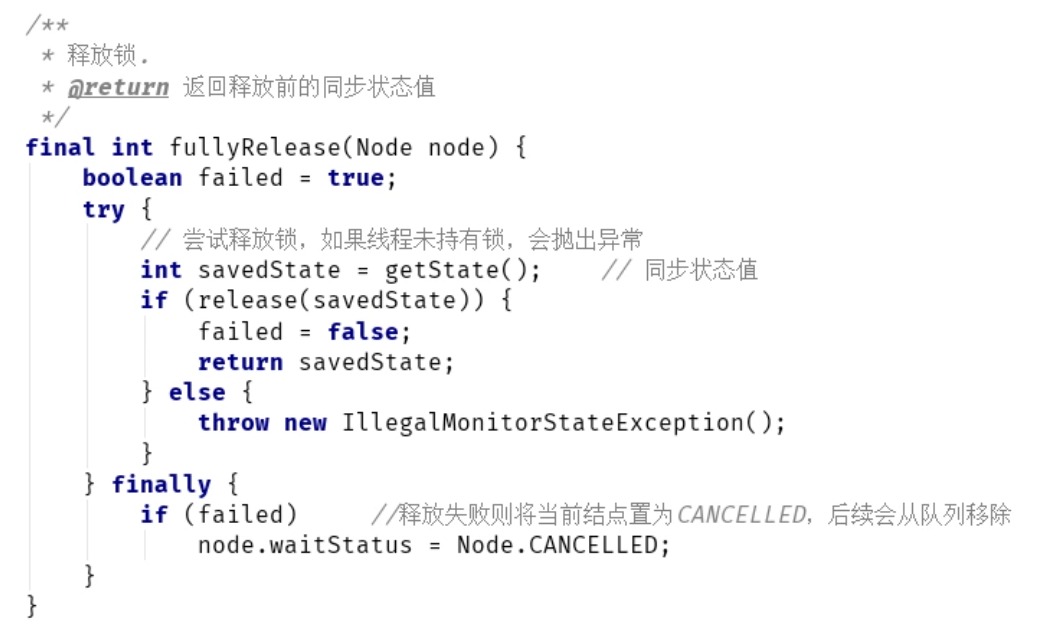 /**
 * 释放锁.
 * @return 返回释放前的同步状态值
 */
final int fullyRelease(Node node) {
    boolean failed = true;
    try {
        // 尝试释放锁，如果线程未持有锁，会抛出异常
        int savedState = getState();    // 同步状态值
        if (release(savedState)) {
            failed = false;
            return savedState;
        } else {
            throw new IllegalMonitorStateException();
        }
    } finally {
        if (failed)     //释放失败则将当前结点置为CANCELLED，后续会从队列移除
            node.waitStatus = Node.CANCELLED;
    }
}